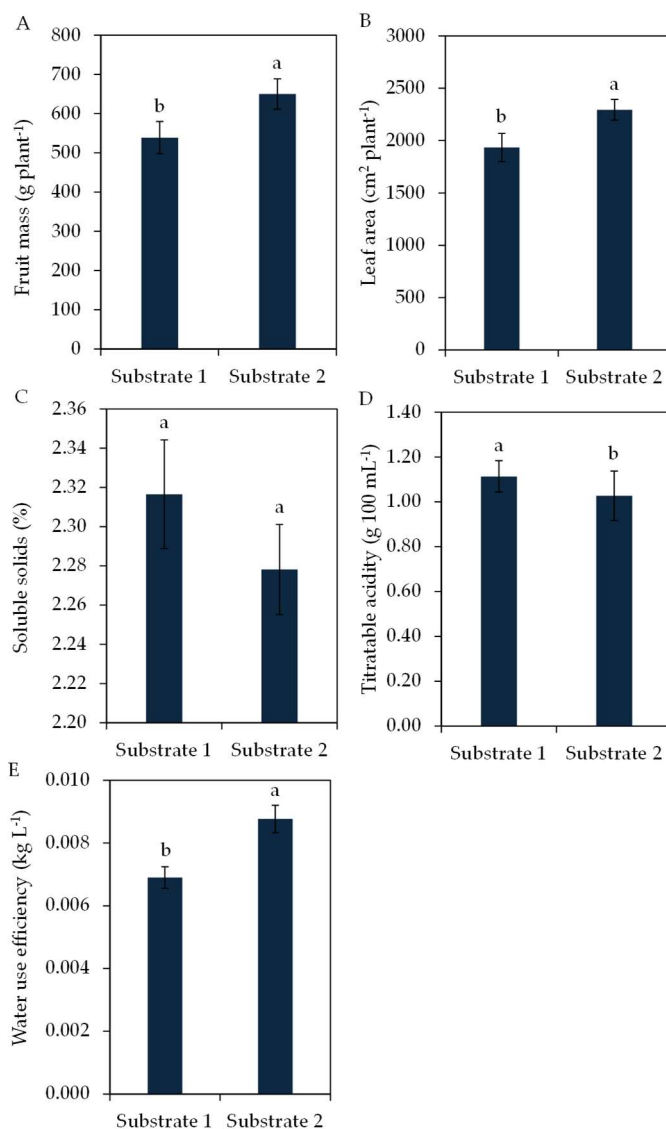 A
Fruit mass (g plant⁻¹)
800
700
600
500
400
300
200
100
0
b
a
Substrate 1 Substrate 2
B
Leaf area (cm² plant⁻¹)
3000
2500
2000
1500
1000
500
0
b
a
Substrate 1 Substrate 2
C
Soluble solids (%)
2.36
2.34
2.32
2.30
2.28
2.26
2.24
2.22
2.20
a
a
Substrate 1 Substrate 2
D
Titratable acidity (g 100 mL⁻¹)
1.40
1.20
1.00
0.80
0.60
0.40
0.20
0.00
a
b
Substrate 1 Substrate 2
E
Water use efficiency (kg L⁻¹)
0.010
0.008
0.006
0.004
0.002
0.000
b
a
Substrate 1 Substrate 2